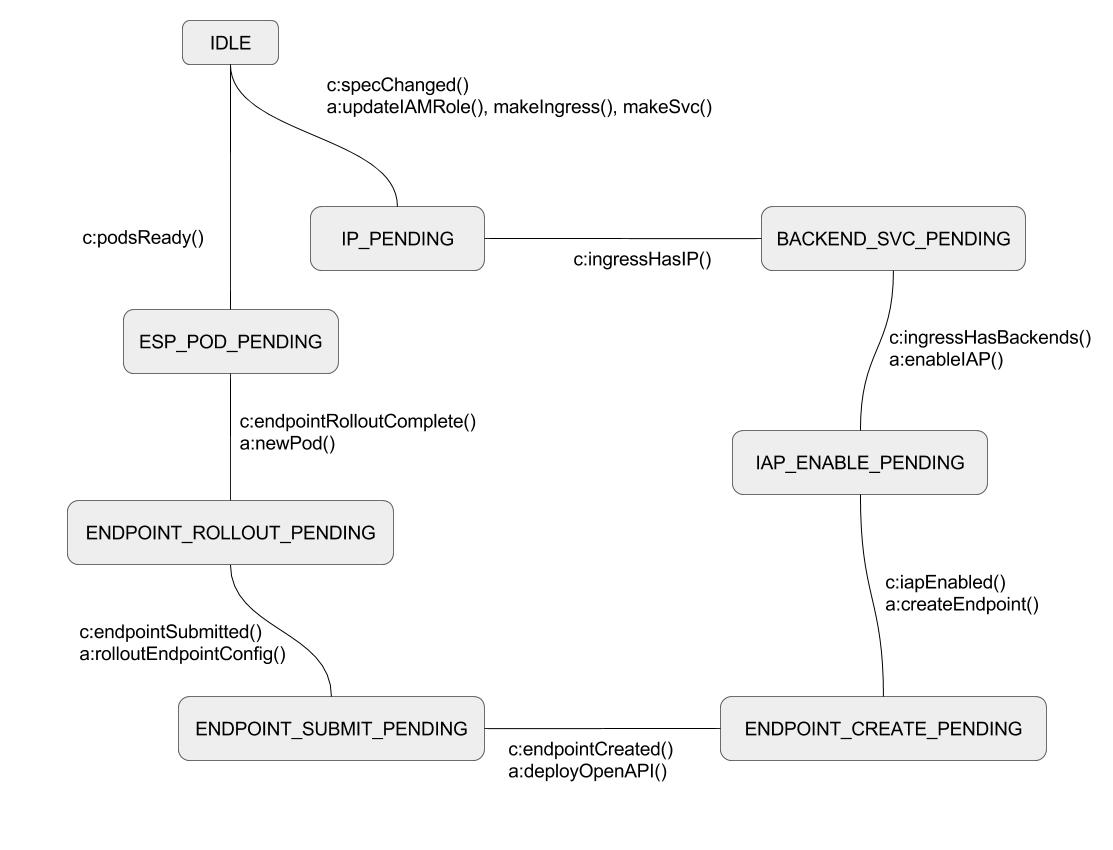 IDLE
c:specChanged()
a:updateIAMRole(), makeIngress(), makeSvc()
c:podsReady()
IP_PENDING
BACKEND_SVC_PENDING
c:ingressHasIP()
ESP_POD_PENDING
c:ingressHasBackends()
a:enableIAP()
c:endpointRolloutComplete()
a:newPod()
IAP_ENABLE_PENDING
ENDPOINT_ROLLOUT_PENDING
c:iapEnabled()
a:createEndpoint()
c:endpointSubmitted()
a:rolloutEndpointConfig()
ENDPOINT_SUBMIT_PENDING
ENDPOINT_CREATE_PENDING
c:endpointCreated()
a:deployOpenAPI()